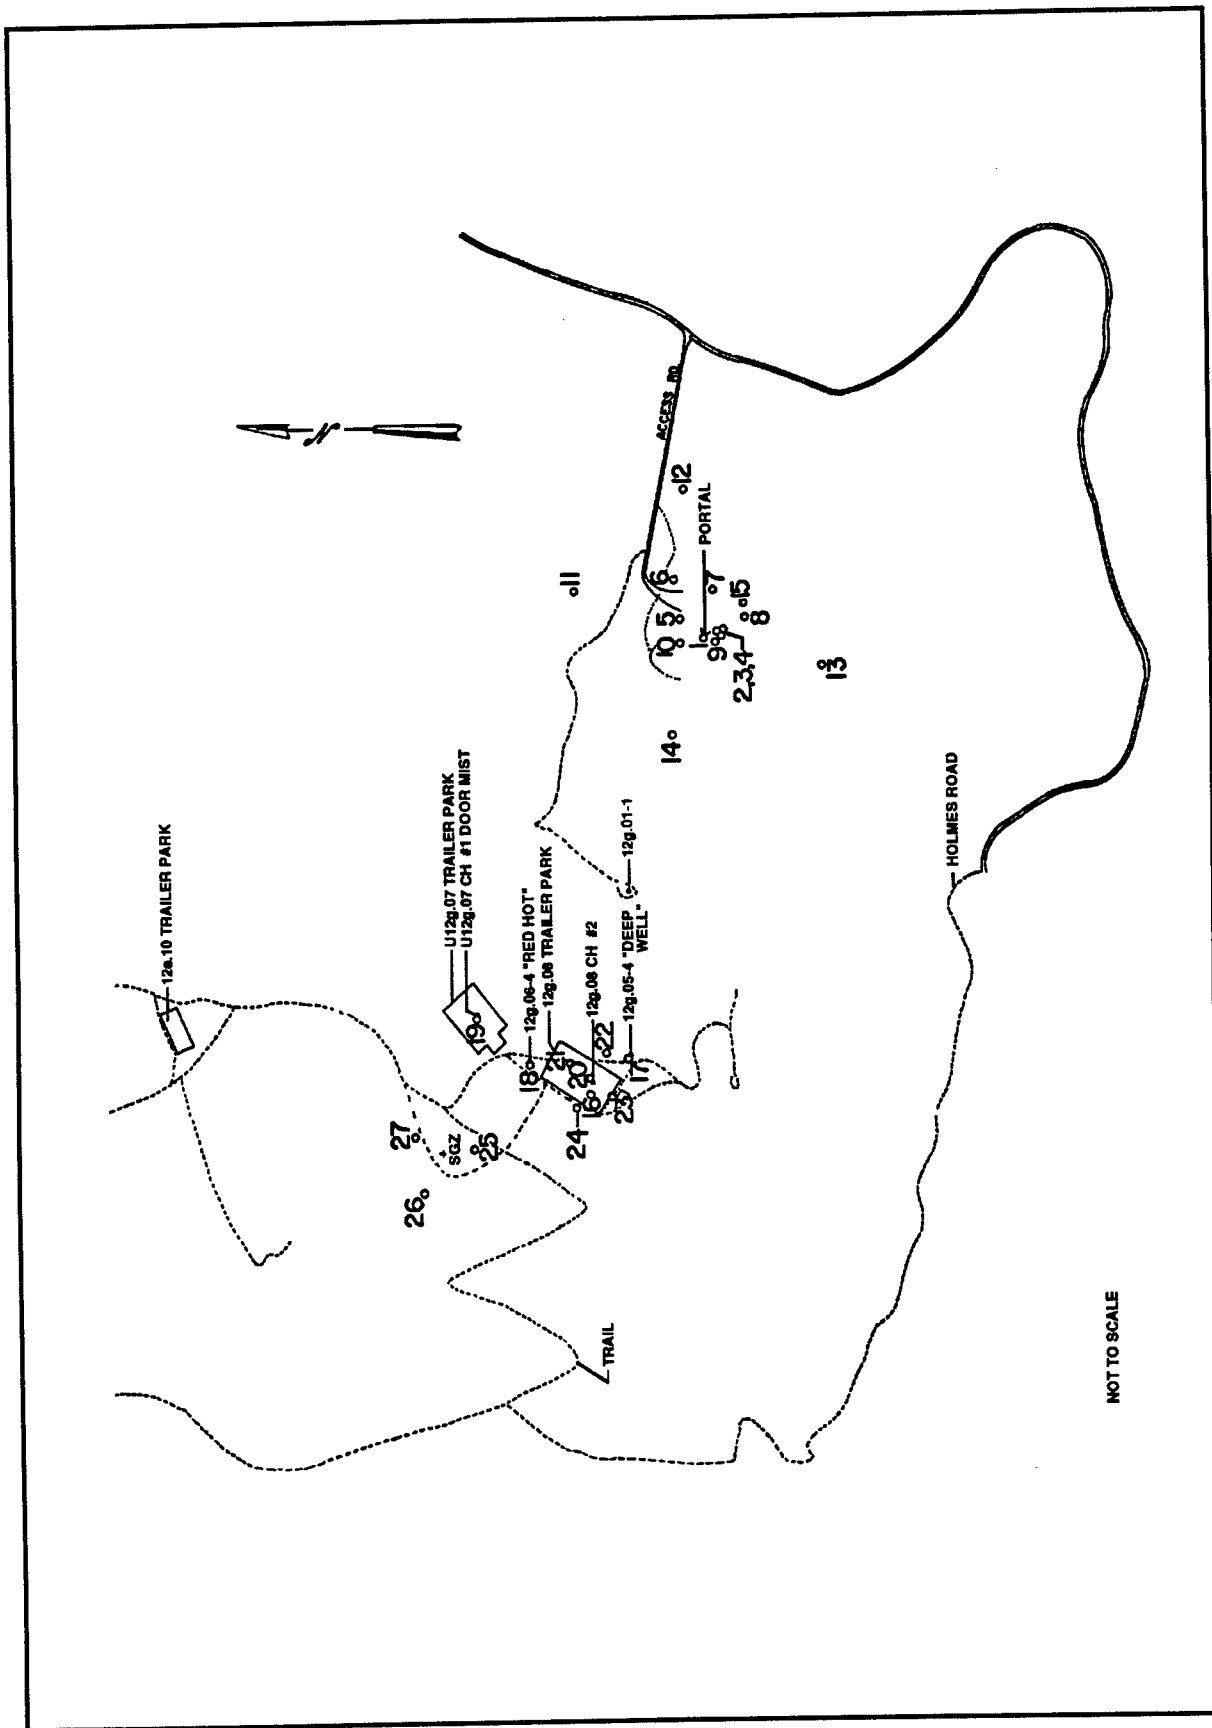 12a.10 TRAILER PARK
N
27
26
U12g.07 TRAILER PARK
SGZ
U12g.07 CH #1 DOOR MIST
19
25
18 12g.06-4 "RED HOT"
12g.08 TRAILER PARK
21
11
24
20
16 12g.08 CH #2
22
TRAIL
23
12g.05-4 "DEEP
WELL"
12g.01-1
17
ACCESS RD
14
10 5 6
12
1 PORTAL
9 7
2,3,4 15
8
13
HOLMES ROAD
NOT TO SCALE